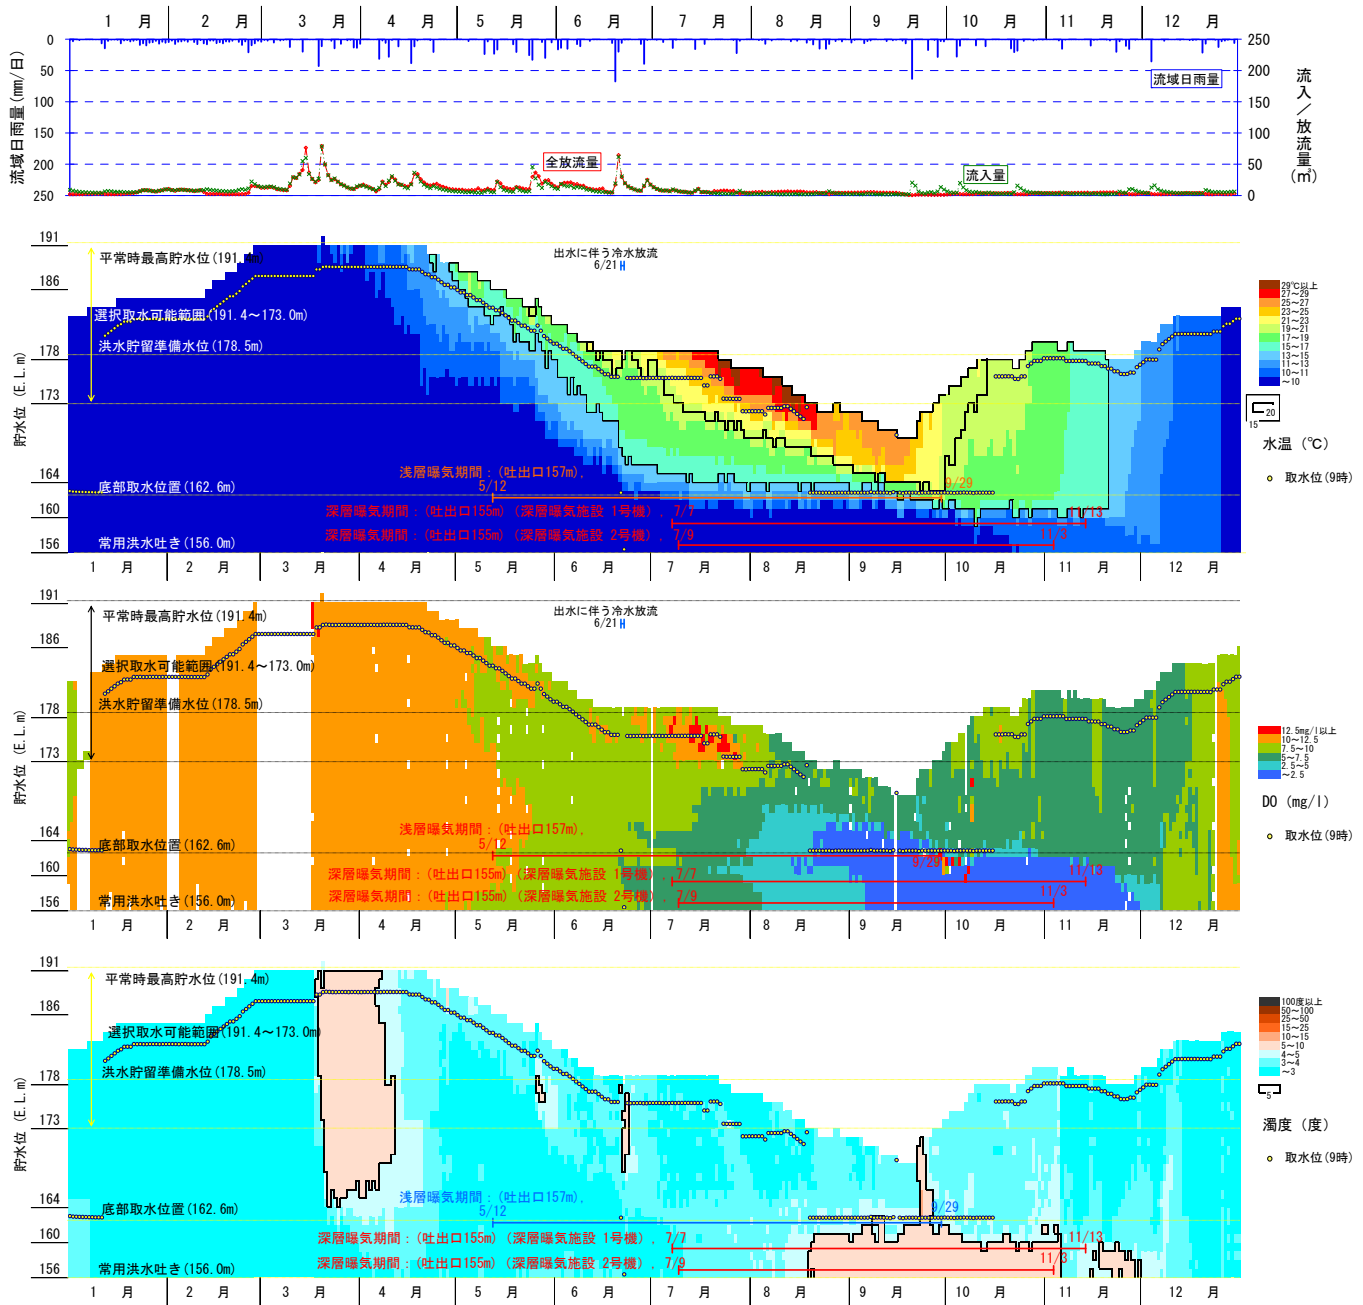 1 月 2 月 3 月 4 月 5 月 6 月 7 月 8 月 9 月 10 月 11 月 12 月
流域日雨量(mm/日)
0
50
100
150
200
250
流域日雨量
全放流量
流入量
250
200
150
100
50
0
流入／放流量(㎥)
貯水位 (E.L.m)
191
186
178
173
164
160
156
平常時最高貯水位(191.4m)
選択取水可能範囲(191.4～173.0m)
洪水貯留準備水位(178.5m)
出水に伴う冷水放流
6/21
浅層曝気期間：(吐出口157m),
5/12
9/29
底部取水位置(162.6m)
深層曝気期間：(吐出口155m) (深層曝気施設 1号機), 7/7
11/13
深層曝気期間：(吐出口155m) (深層曝気施設 2号機), 7/9
11/3
常用洪水吐き(156.0m)
29℃以上
27～29
25～27
23～25
21～23
19～21
17～19
15～17
13～15
11～13
10～11
～10
20
15
水温 (℃)
取水位(9時)
1 月 2 月 3 月 4 月 5 月 6 月 7 月 8 月 9 月 10 月 11 月 12 月
貯水位 (E.L.m)
191
186
178
173
164
160
156
平常時最高貯水位(191.4m)
選択取水可能範囲(191.4～173.0m)
洪水貯留準備水位(178.5m)
出水に伴う冷水放流
6/21
浅層曝気期間：(吐出口157m),
5/12
9/29
底部取水位置(162.6m)
深層曝気期間：(吐出口155m) (深層曝気施設 1号機), 7/7
11/13
深層曝気期間：(吐出口155m) (深層曝気施設 2号機), 7/9
11/3
常用洪水吐き(156.0m)
12.5mg/l以上
10～12.5
7.5～10
5～7.5
2.5～5
～2.5
DO (mg/l)
取水位(9時)
1 月 2 月 3 月 4 月 5 月 6 月 7 月 8 月 9 月 10 月 11 月 12 月
貯水位 (E.L.m)
191
186
178
173
164
160
156
平常時最高貯水位(191.4m)
選択取水可能範囲(191.4～173.0m)
洪水貯留準備水位(178.5m)
浅層曝気期間：(吐出口157m),
5/12
9/29
底部取水位置(162.6m)
深層曝気期間：(吐出口155m) (深層曝気施設 1号機), 7/7
11/13
深層曝気期間：(吐出口155m) (深層曝気施設 2号機), 7/9
11/3
常用洪水吐き(156.0m)
100度以上
50～100
25～50
15～25
10～15
5～10
4～5
3～4
～3
5
濁度 (度)
取水位(9時)
1 月 2 月 3 月 4 月 5 月 6 月 7 月 8 月 9 月 10 月 11 月 12 月